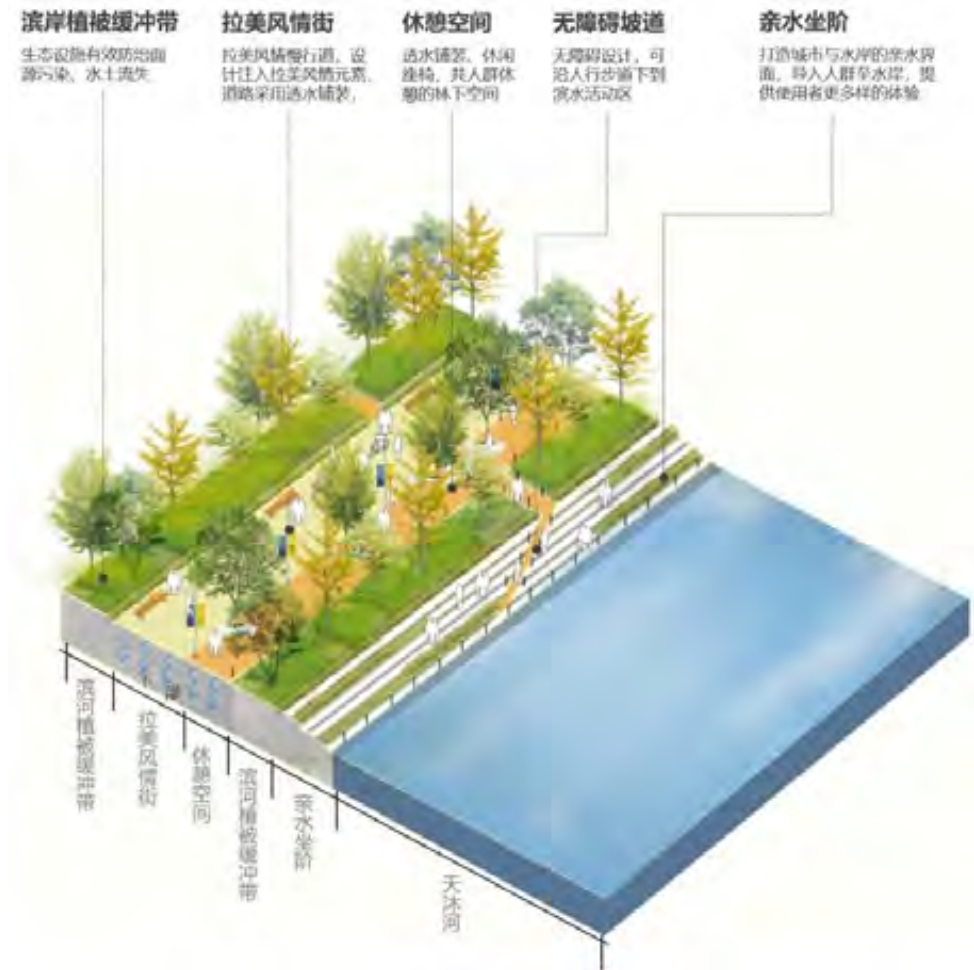 滨岸植被缓冲带
生态设施有效防治面
源污染、水土流失
拉美风情街
拉美风情慢行道，设
计注入拉美风情元素，
道路采用透水铺装，
休憩空间
透水铺装、休闲
座椅，共人群休
憩的林下空间
无障碍坡道
无障碍设计，可
沿人行步道下到
滨水活动区
亲水坐阶
打造城市与水岸的亲水界
面，导入人群至水岸，提
供使用者更多样的体验
滨河植被缓冲带
拉美风情街
休憩空间
滨河植被缓冲带
亲水坐阶
天沐河